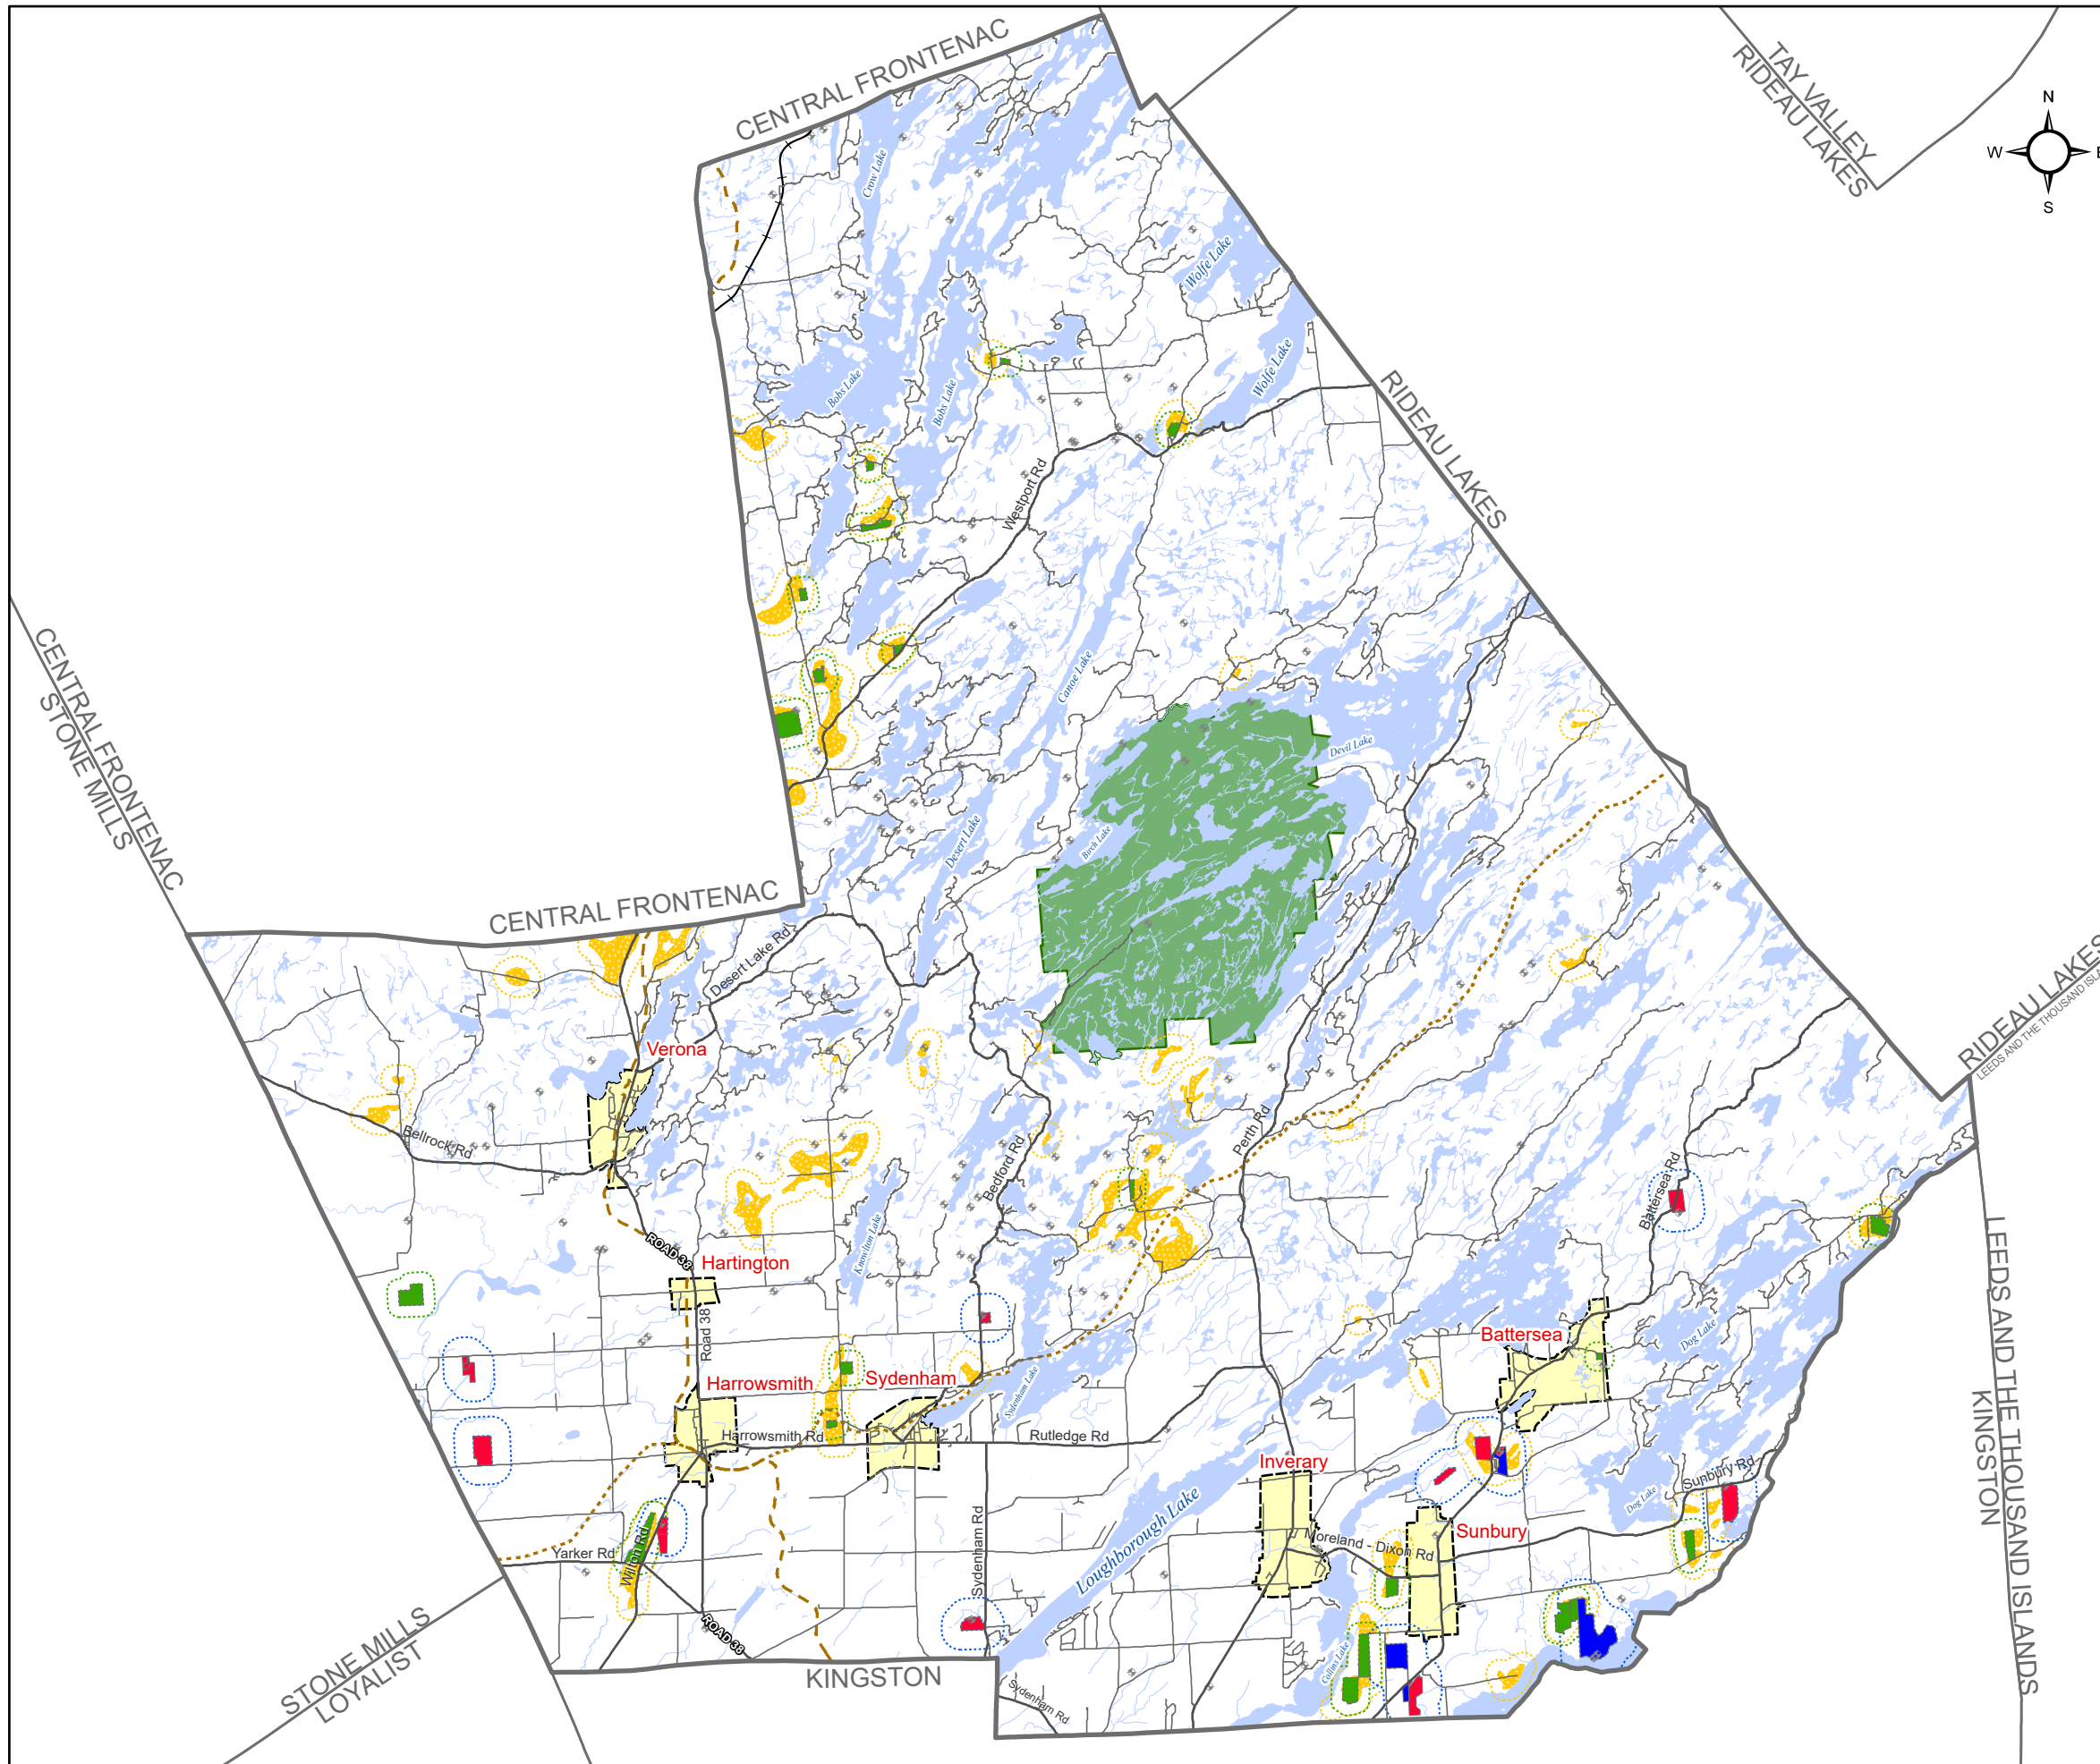 CENTRAL FRONTENAC
TAY VALLEY
RIDEAU LAKES
N
W
E
S
Crow Lake
Wolfe Lake
Wolfe Lake
Bobs Lake
Bobs Lake
RIDEAU LAKES
Westport Rd
CENTRAL FRONTENAC
STONE MILLS
Canoe Lake
Devil Lake
Birch Lake
Desert Lake
CENTRAL FRONTENAC
Desert Lake Rd
RIDEAU LAKES
LEEDS AND THE THOUSAND ISLA
Verona
Bellrock Rd
Bedford Rd
Perth Rd
Battersea Rd
Knowlton Lake
ROAD 38
Hartington
Road 38
LEEDS AND THE THOUSAND ISLANDS
KINGSTON
Battersea
Dog Lake
Harrowsmith
Sydenham
Sydenham Lake
Harrowsmith Rd
Rutledge Rd
Inverary
Sunbury Rd
Dog Lake
Loughborough Lake
Sunbury
Moreland - Dixon Rd
Yarker Rd
Wilton Rd
Sydenham Rd
ROAD 38
Collins Lake
STONE MILLS
LOYALIST
KINGSTON
Sydenham Rd